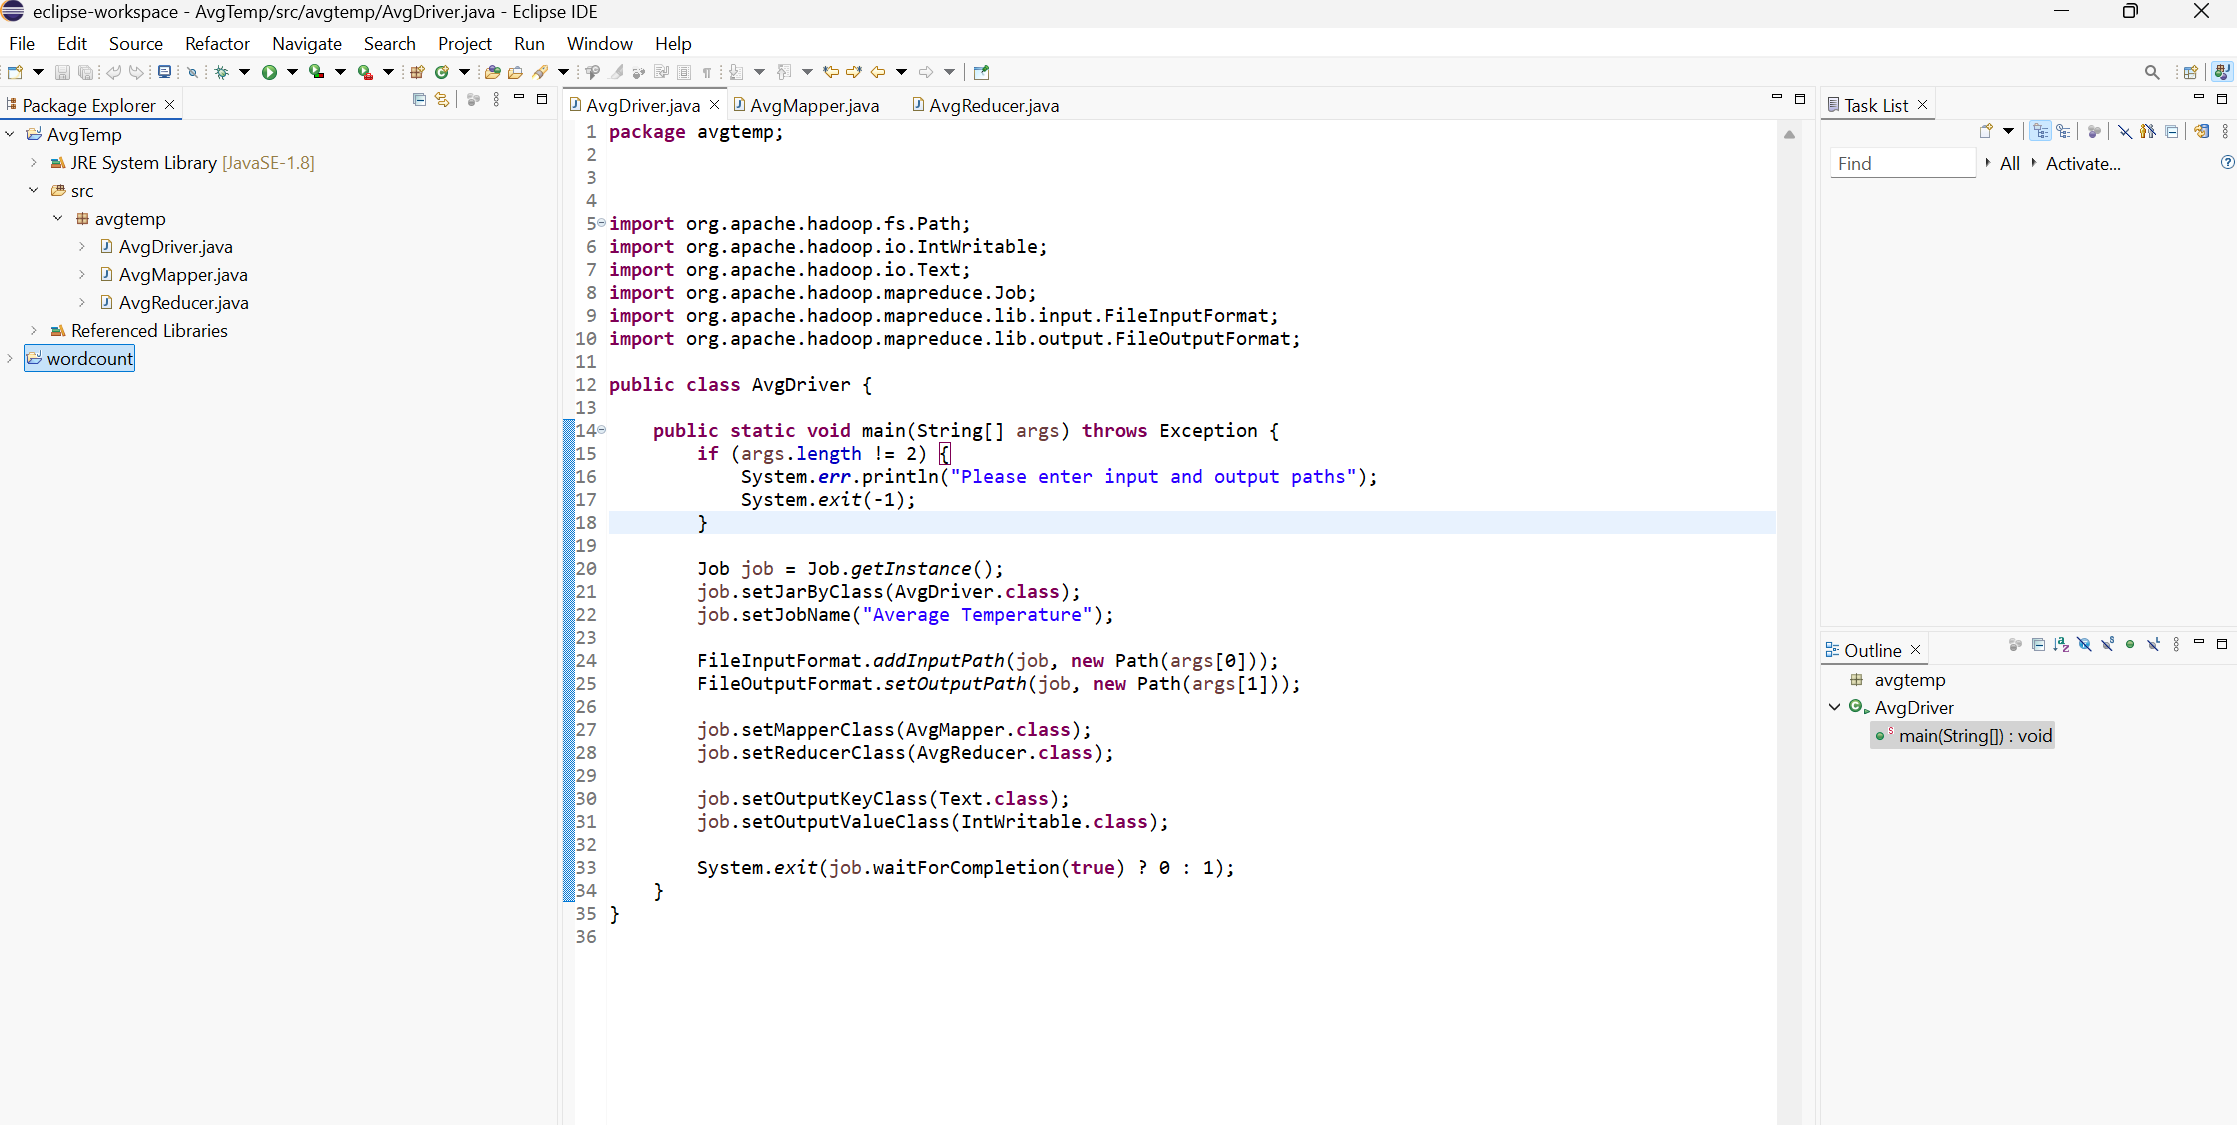 eclipse-workspace - AvgTemp/src/avgtemp/AvgDriver.java - Eclipse IDE
File Edit Source Refactor Navigate Search Project Run Window Help
Package Explorer
AvgTemp
JRE System Library [JavaSE-1.8]
src
avgtemp
AvgDriver.java
AvgMapper.java
AvgReducer.java
Referenced Libraries
wordcount
AvgDriver.java AvgMapper.java AvgReducer.java
1 package avgtemp;
2
3
4
5 import org.apache.hadoop.fs.Path;
6 import org.apache.hadoop.io.IntWritable;
7 import org.apache.hadoop.io.Text;
8 import org.apache.hadoop.mapreduce.Job;
9 import org.apache.hadoop.mapreduce.lib.input.FileInputFormat;
10 import org.apache.hadoop.mapreduce.lib.output.FileOutputFormat;
11
12 public class AvgDriver {
13
14     public static void main(String[] args) throws Exception {
15         if (args.length != 2) {
16             System.err.println("Please enter input and output paths");
17             System.exit(-1);
18         }
19
20         Job job = Job.getInstance();
21         job.setJarByClass(AvgDriver.class);
22         job.setJobName("Average Temperature");
23
24         FileInputFormat.addInputPath(job, new Path(args[0]));
25         FileOutputFormat.setOutputPath(job, new Path(args[1]));
26
27         job.setMapperClass(AvgMapper.class);
28         job.setReducerClass(AvgReducer.class);
29
30         job.setOutputKeyClass(Text.class);
31         job.setOutputValueClass(IntWritable.class);
32
33         System.exit(job.waitForCompletion(true) ? 0 : 1);
34     }
35 }
36
Task List
Find All Activate...
Outline
avgtemp
AvgDriver
main(String[]) : void